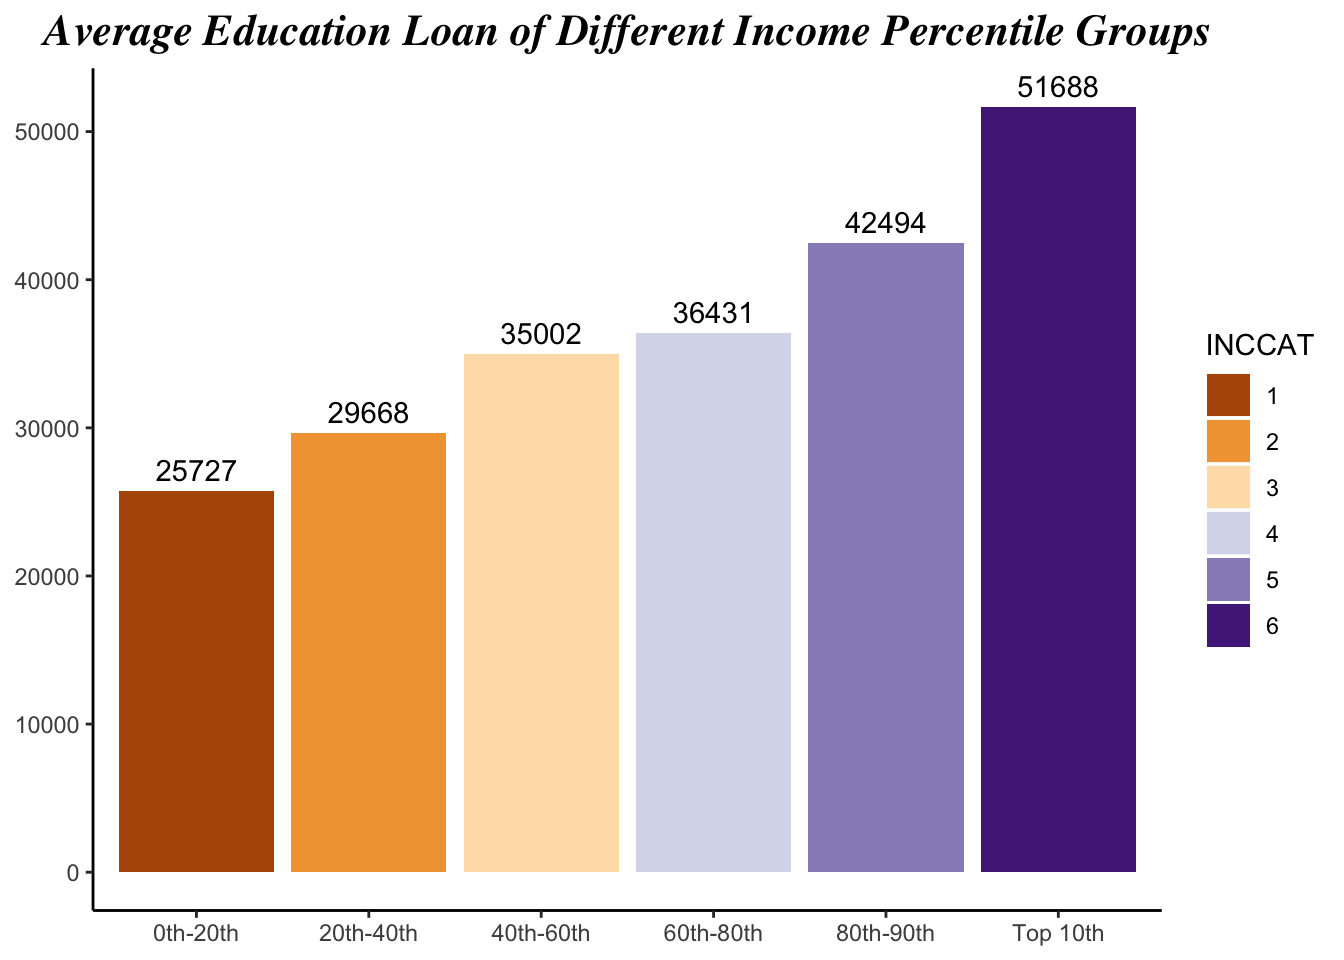 Average Education Loan of Different Income Percentile Groups
51688
50000
42494
40000
36431
35002
INCCAT
1
29668
30000
2
25727
3
4
20000
5
6
10000
0
0th-20th
20th-40th
40th-60th
60th-80th
80th-90th
Top 10th